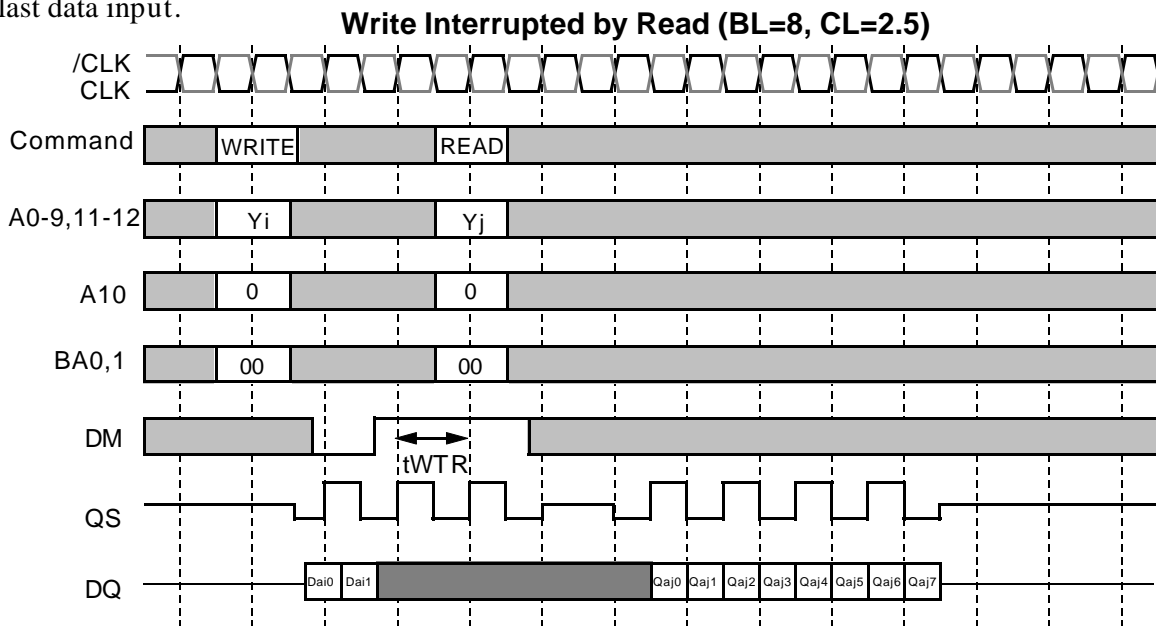 last data input.
Write Interrupted by Read (BL=8, CL=2.5)
/CLK
CLK
Command WRITE READ
A0-9,11-12 Yi Yj
A10 0 0
BA0,1 00 00
DM
tWTR
QS
DQ Dai0 Dai1 Qaj0 Qaj1 Qaj2 Qaj3 Qaj4 Qaj5 Qaj6 Qaj7